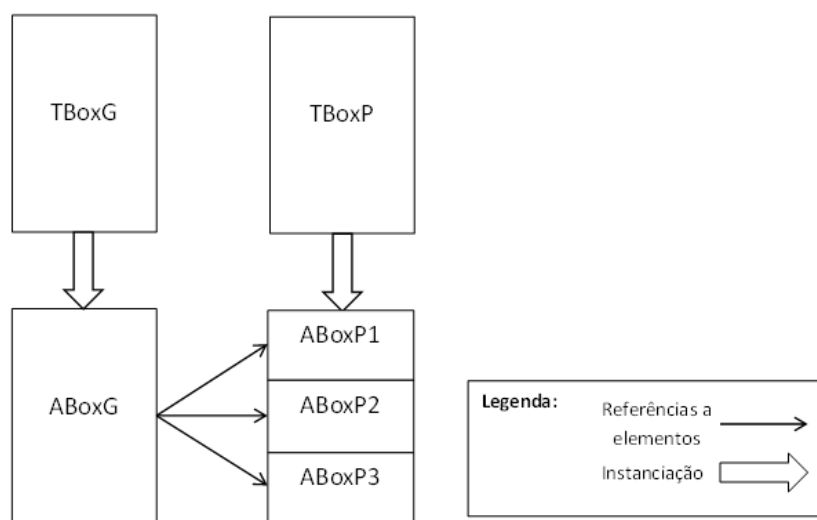 TBoxG
TBoxP
ABoxG
ABoxP1
ABoxP2
ABoxP3
Legenda:
Referências a
elementos
Instanciação